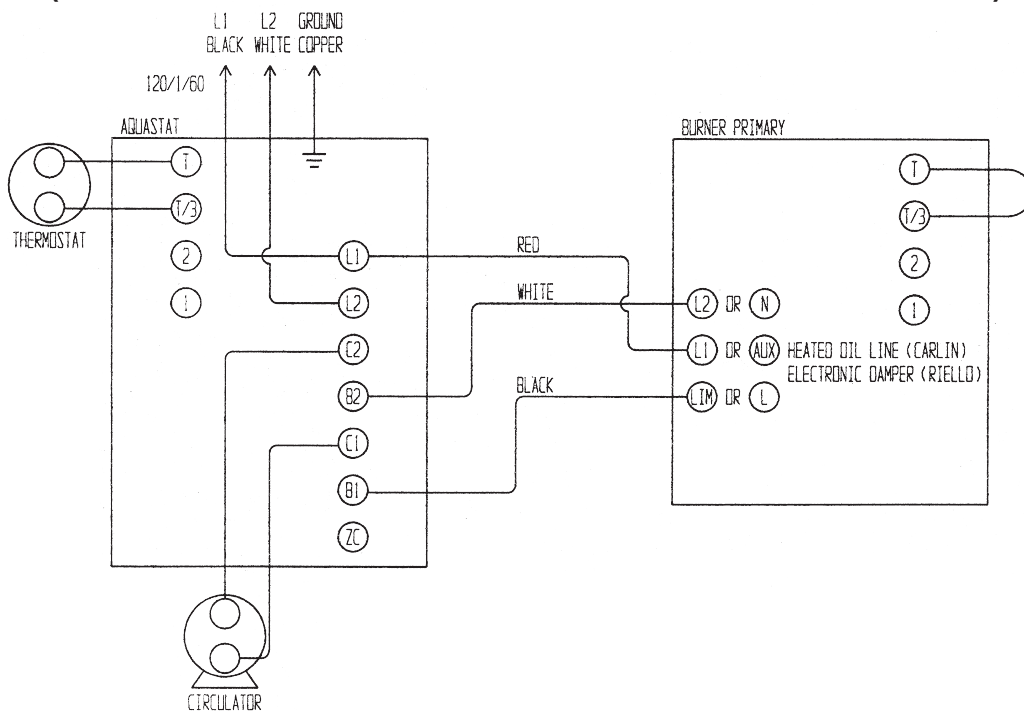 L1 L2 GROUND
BLACK WHITE COPPER
120/1/60
AQUASTAT
BURNER PRIMARY
T
T
T/3
T/3
THERMOSTAT
2
L1
RED
2
1
L2
WHITE
L2 OR N
1
C2
L1 OR AUX HEATED OIL LINE (CARLIN)
ELECTRONIC DAMPER (RIELLO)
B2
BLACK
LIM OR L
C1
B1
ZC
CIRCULATOR